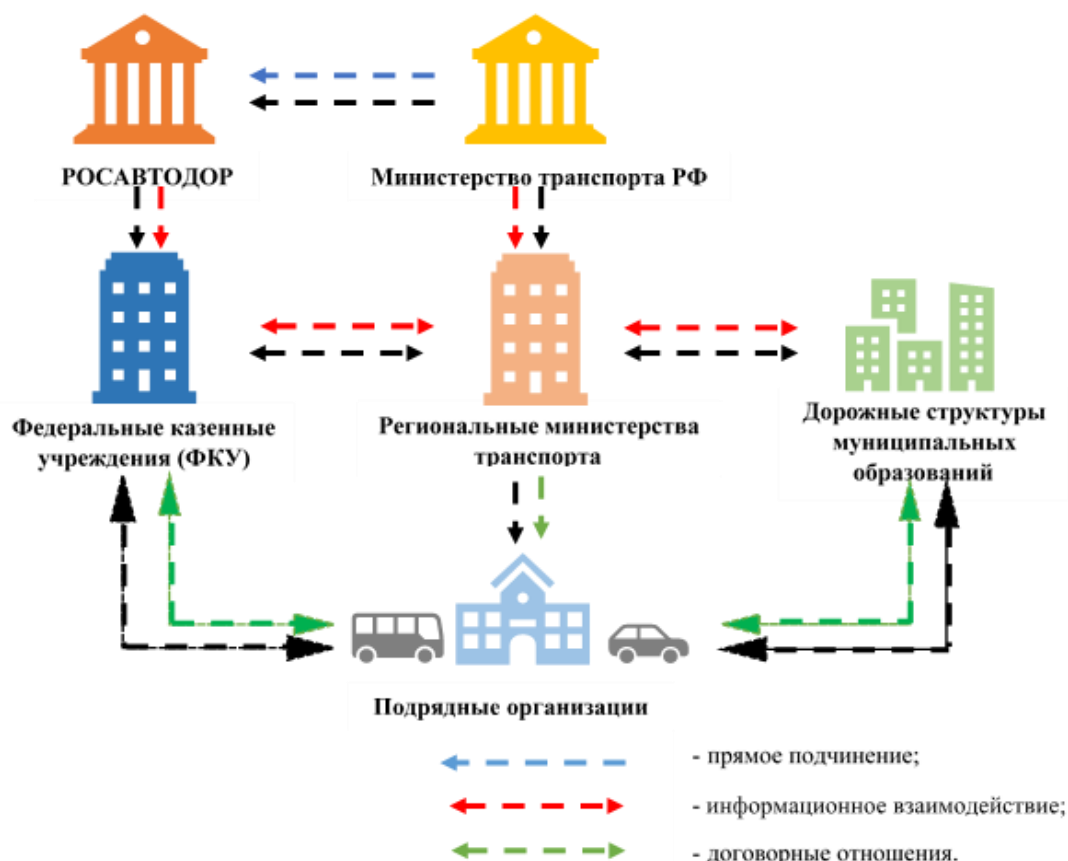 РОСАВТОДОР
Министерство транспорта РФ
Федеральные казенные
учреждения (ФКУ)
Региональные министерства
транспорта
Дорожные структуры
муниципальных
образований
Подрядные организации
- прямое подчинение;
- информационное взаимодействие;
- договорные отношения.